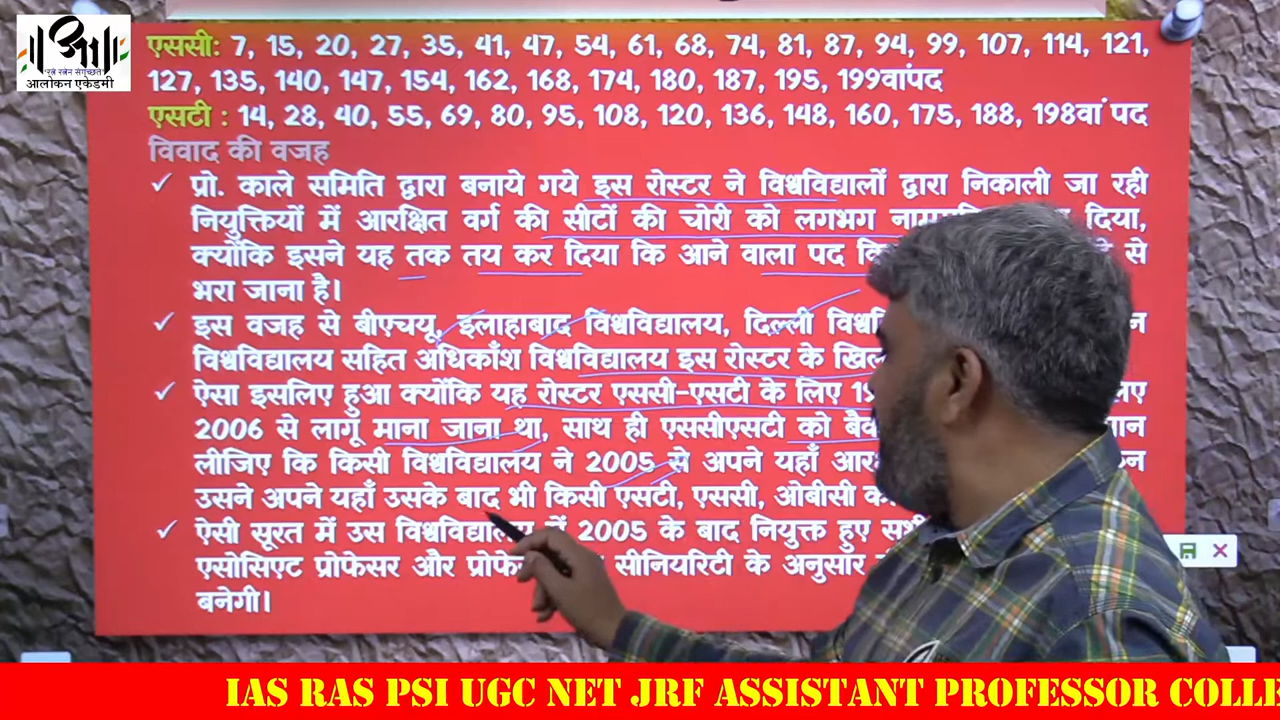 एससी: 7, 15, 20, 27, 35, 41, 47, 54, 61, 68, 74, 81, 87, 94, 99, 107, 114, 121,
127, 135, 140, 147, 154, 162, 168, 174, 180, 187, 195, 199वांपद
एसटी : 14, 28, 40, 55, 69, 80, 95, 108, 120, 136, 148, 160, 175, 188, 198वां पद
विवाद की वजह
✓ प्रो. काले समिति द्वारा बनाये गये इस रोस्टर ने विश्वविद्यालों द्वारा निकाली जा रही
नियुक्तियों में आरक्षित वर्ग की सीटों की चोरी को लगभग दिया,
क्योंकि इसने यह तक तय कर दिया कि आने वाला पद से
भरा जाना है।
✓ इस वजह से बीएचयू, इलाहाबाद विश्वविद्यालय, दिल्ली
विश्वविद्यालय सहित अधिकाँश विश्वविद्यालय इस रोस्टर के
✓ ऐसा इसलिए हुआ क्योंकि यह रोस्टर एससी-एसटी के लिए
2006 से लागू माना जाना था, साथ ही एससीएसटी को
लीजिए कि किसी विश्वविद्यालय ने 2005 से अपने यहाँ
उसने अपने यहाँ उसके बाद भी किसी एसटी, एससी, ओबीसी
✓ ऐसी सूरत में उस 2005 के बाद नियुक्त हुए
एसोसिएट प्रोफेसर और सीनियरिटी के अनुसार
बनेगी।
आलोकन एकेडमी
IAS RAS PSI UGC NET JRF ASSISTANT PROFESSOR